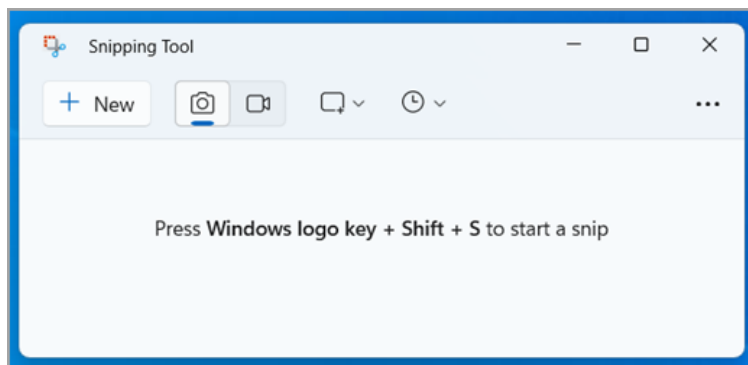 Snipping Tool
New
Press Windows logo key + Shift + S to start a snip